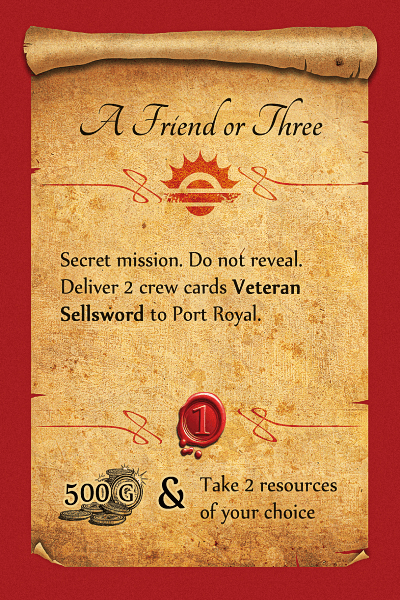 A Friend or Three
Secret mission. Do not reveal.
Deliver 2 crew cards Veteran
Sellsword to Port Royal.
1
500 G & Take 2 resources
of your choice